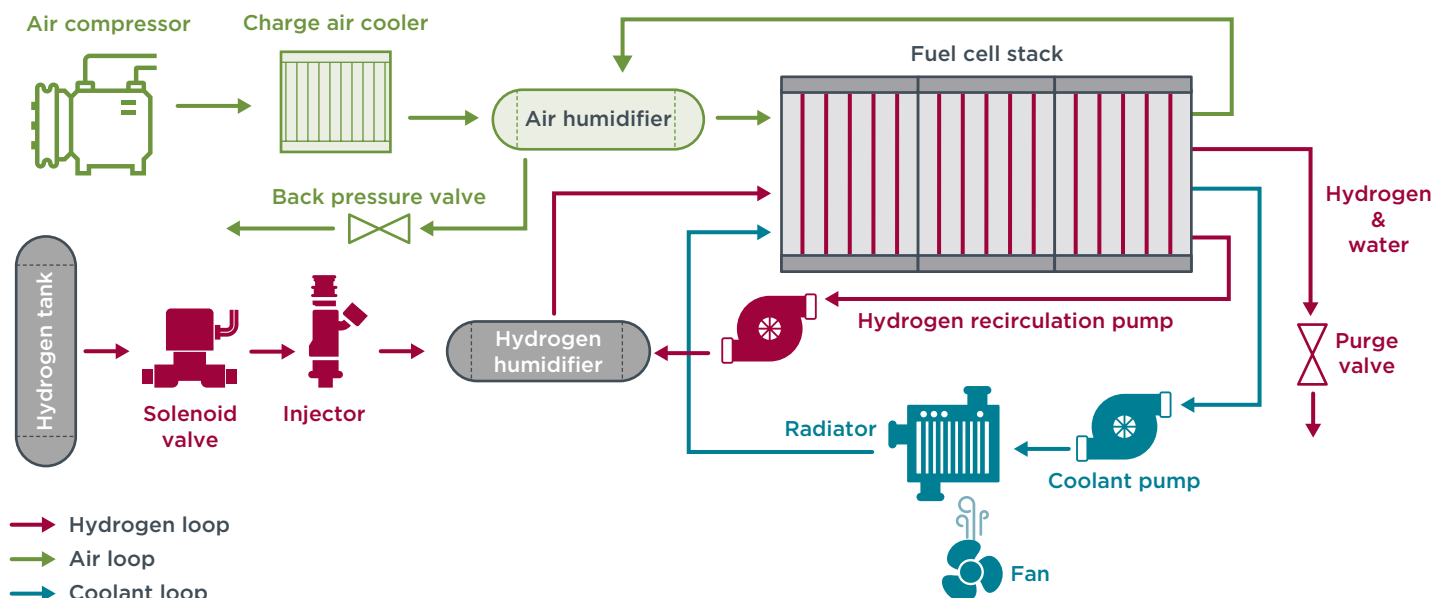 Air compressor
Charge air cooler
Fuel cell stack
Air humidifier
Back pressure valve
Hydrogen
&
water
Hydrogen tank
Hydrogen
humidifier
Hydrogen recirculation pump
Purge
valve
Solenoid
valve
Injector
Radiator
Coolant pump
Hydrogen loop
Air loop
Coolant loop
Fan